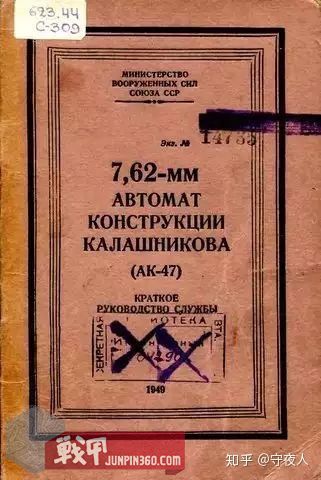 623.44
С-309
МИНИСТЕРСТВО
ВООРУЖЕННЫХ СИЛ
СОЮЗА ССР
Экз. №
7,62-мм
АВТОМАТ
КОНСТРУКЦИИ
КАЛАШНИКОВА
(АК-47)
КРАТКОЕ
РУКОВОДСТВО СЛУЖБЫ
1949
战甲
JUNPIN360.com
知乎 @守夜人